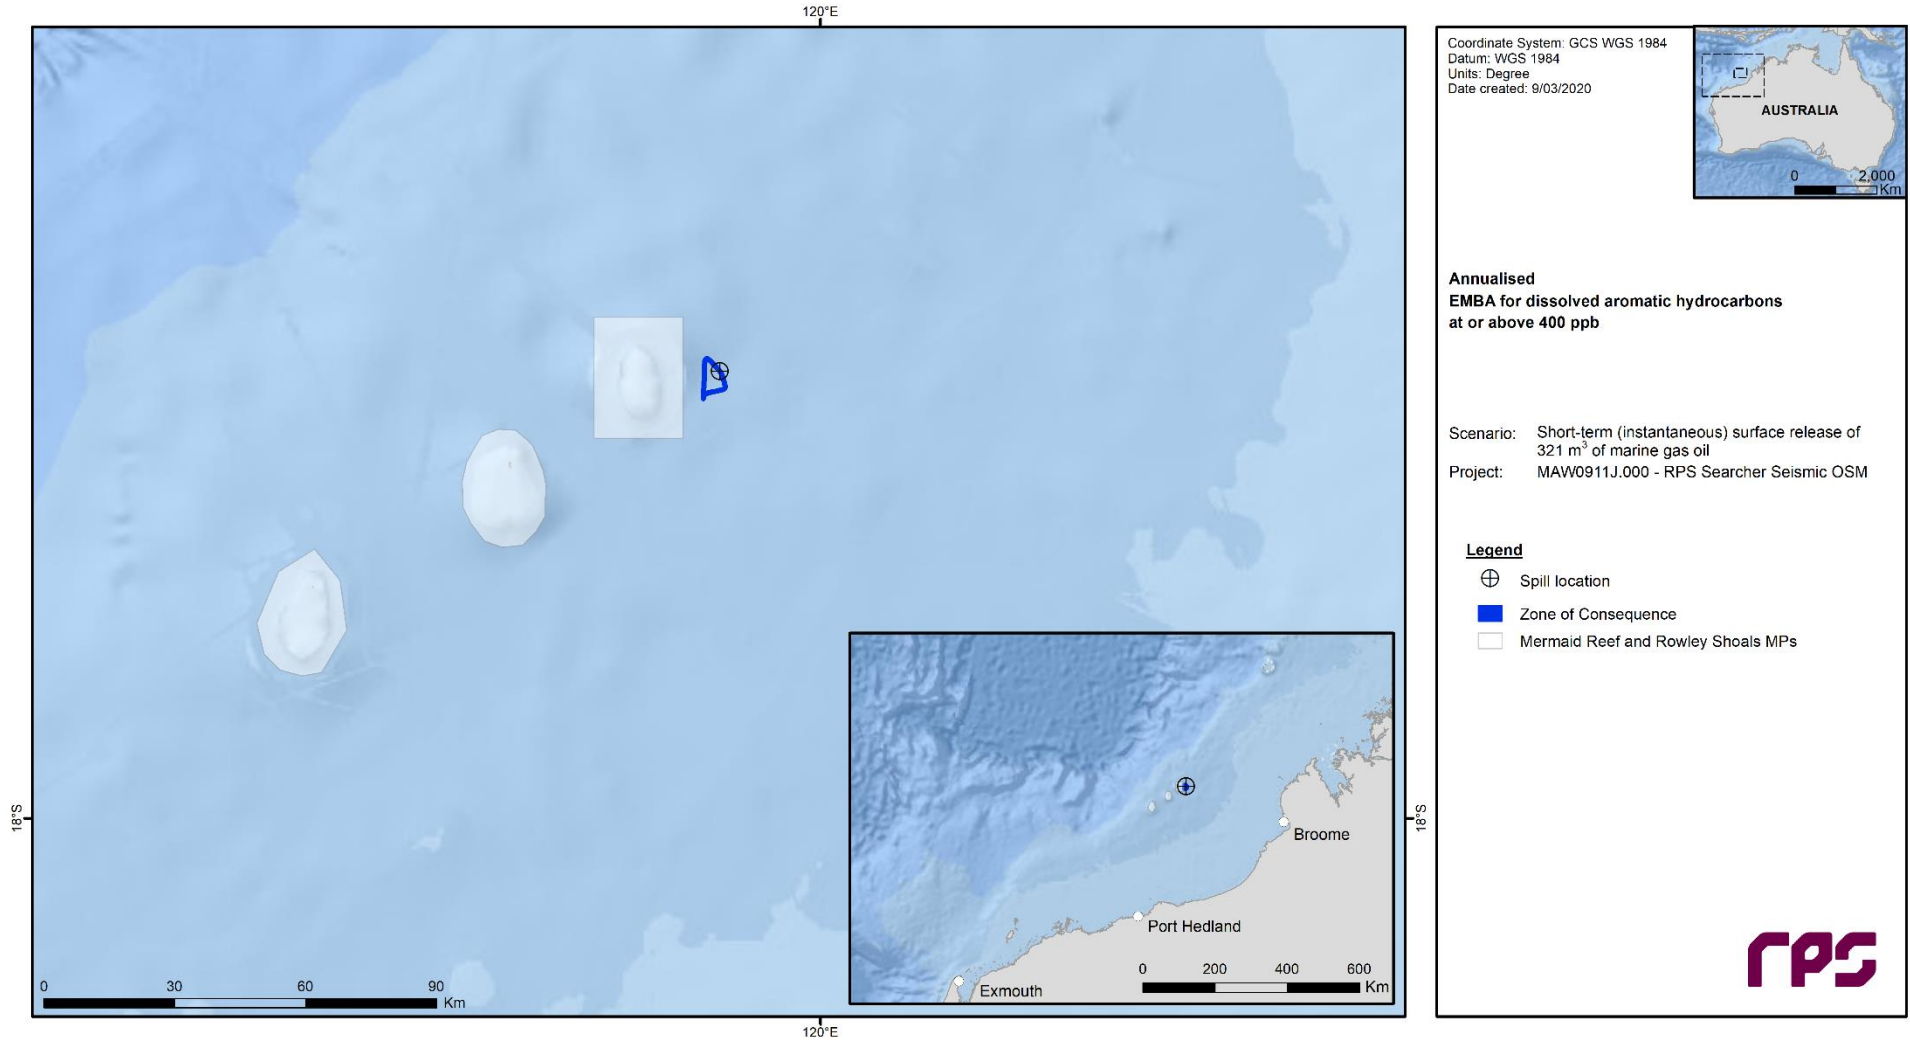 120°E
Coordinate System: GCS WGS 1984
Datum: WGS 1984
Units: Degree
Date created: 9/03/2020
AUSTRALIA
0 2,000
Km
Annualised
EMBA for dissolved aromatic hydrocarbons
at or above 400 ppb
Scenario: Short-term (instantaneous) surface release of
321 m³ of marine gas oil
Project: MAW0911J.000 - RPS Searcher Seismic OSM
Legend
Spill location
Zone of Consequence
Mermaid Reef and Rowley Shoals MPs
18°S
18°S
Broome
Port Hedland
Exmouth
0 200 400 600
Km
0 30 60 90
Km
120°E
rps